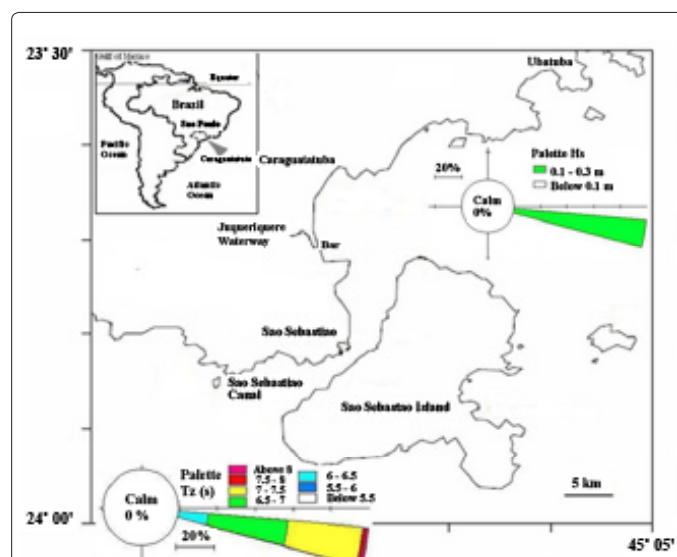 23° 30'
Gulf of Mexico
Equator
Brazil
Sao Paulo
Pacific
Ocean
Caraguatatuba
Atlantic
Ocean
Ubatuba
Caraguatatuba
20%
Palette Hs
0.1 - 0.3 m
Below 0.1 m
Calm
0%
Juqueriquere
Waterway
Bar
Sao Sebastiao
Sao Sebastiao
Canal
Sao Sebastao Island
Palette
Tz (s)
Above 8
7.5 - 8
7 - 7.5
6.5 - 7
6 - 6.5
5.5 - 6
Below 5.5
Calm
0 %
20%
5 km
24° 00'
45° 05'